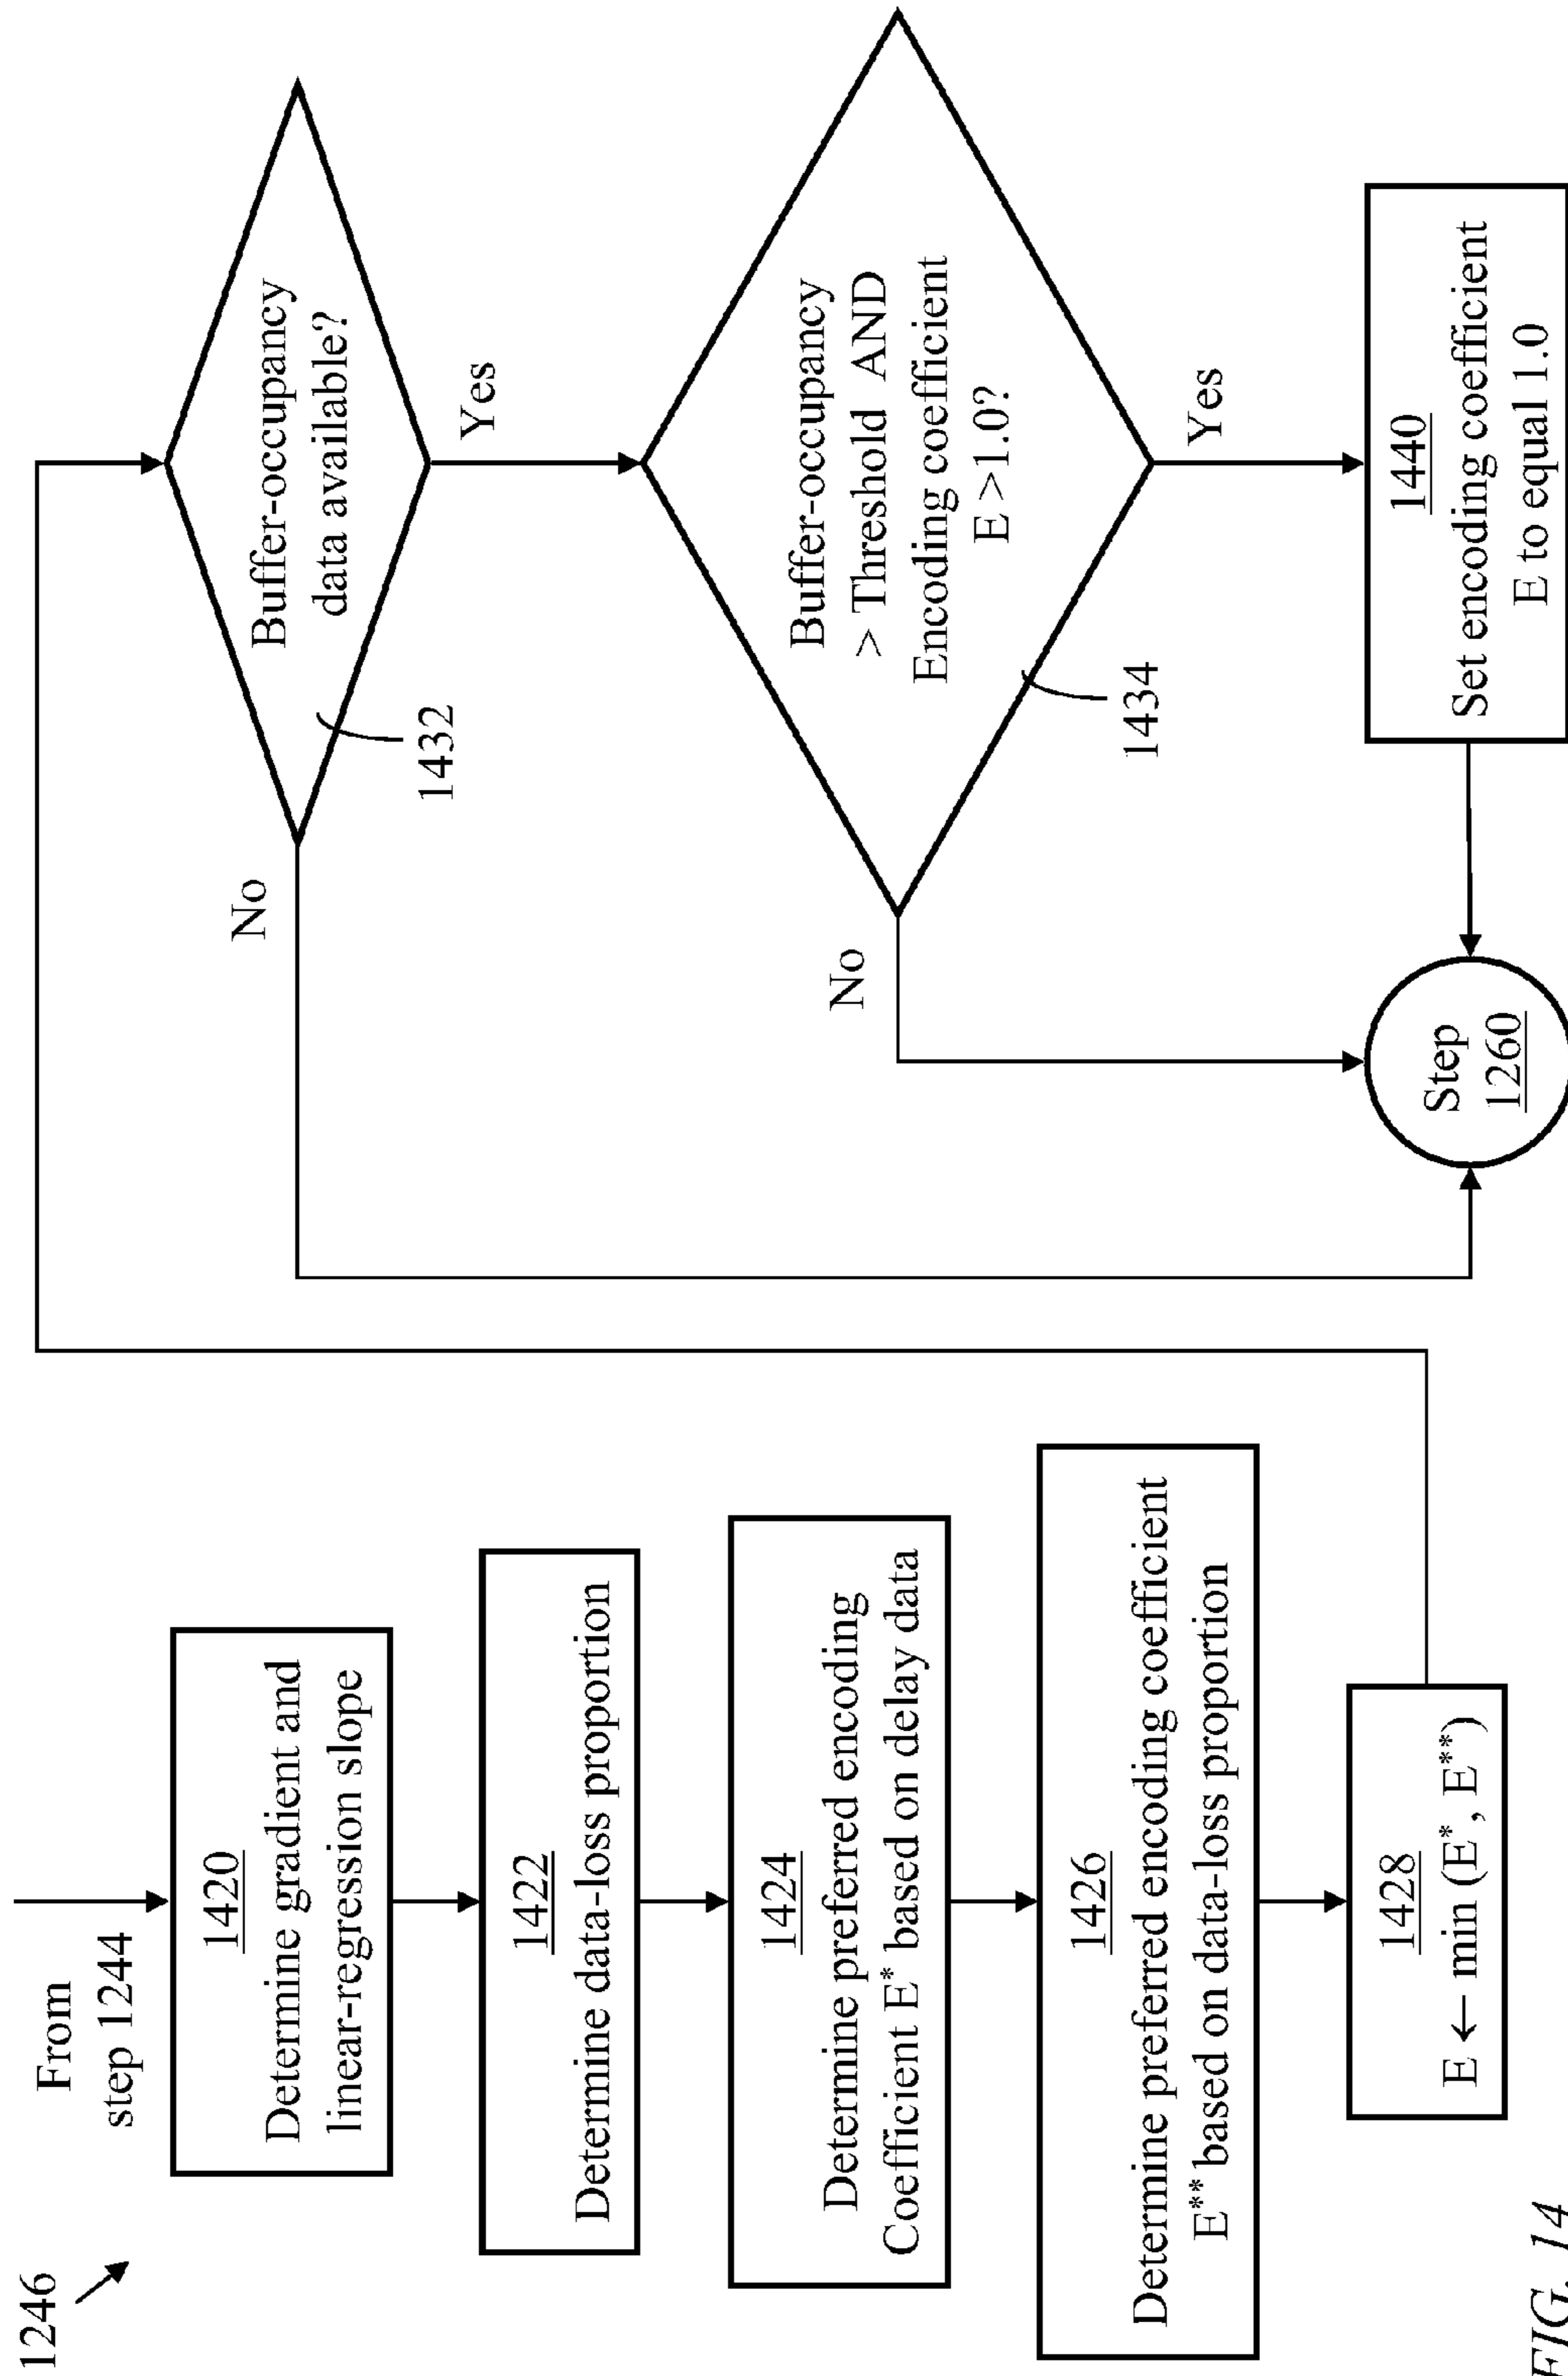 1246
From
step 1244
1420
Determine gradient and
linear-regression slope
1422
Determine data-loss proportion
1424
Determine preferred encoding
Coefficient E* based on delay data
1426
Determine preferred encoding coefficient
E** based on data-loss proportion
1428
E ← min (E*, E**)
Buffer-occupancy
data available?
1432
No
Yes
Buffer-occupancy
> Threshold AND
Encoding coefficient
E >1.0?
1434
No
Yes
1440
Set encoding coefficient
E to equal 1.0
Step
1260
FIG. 14